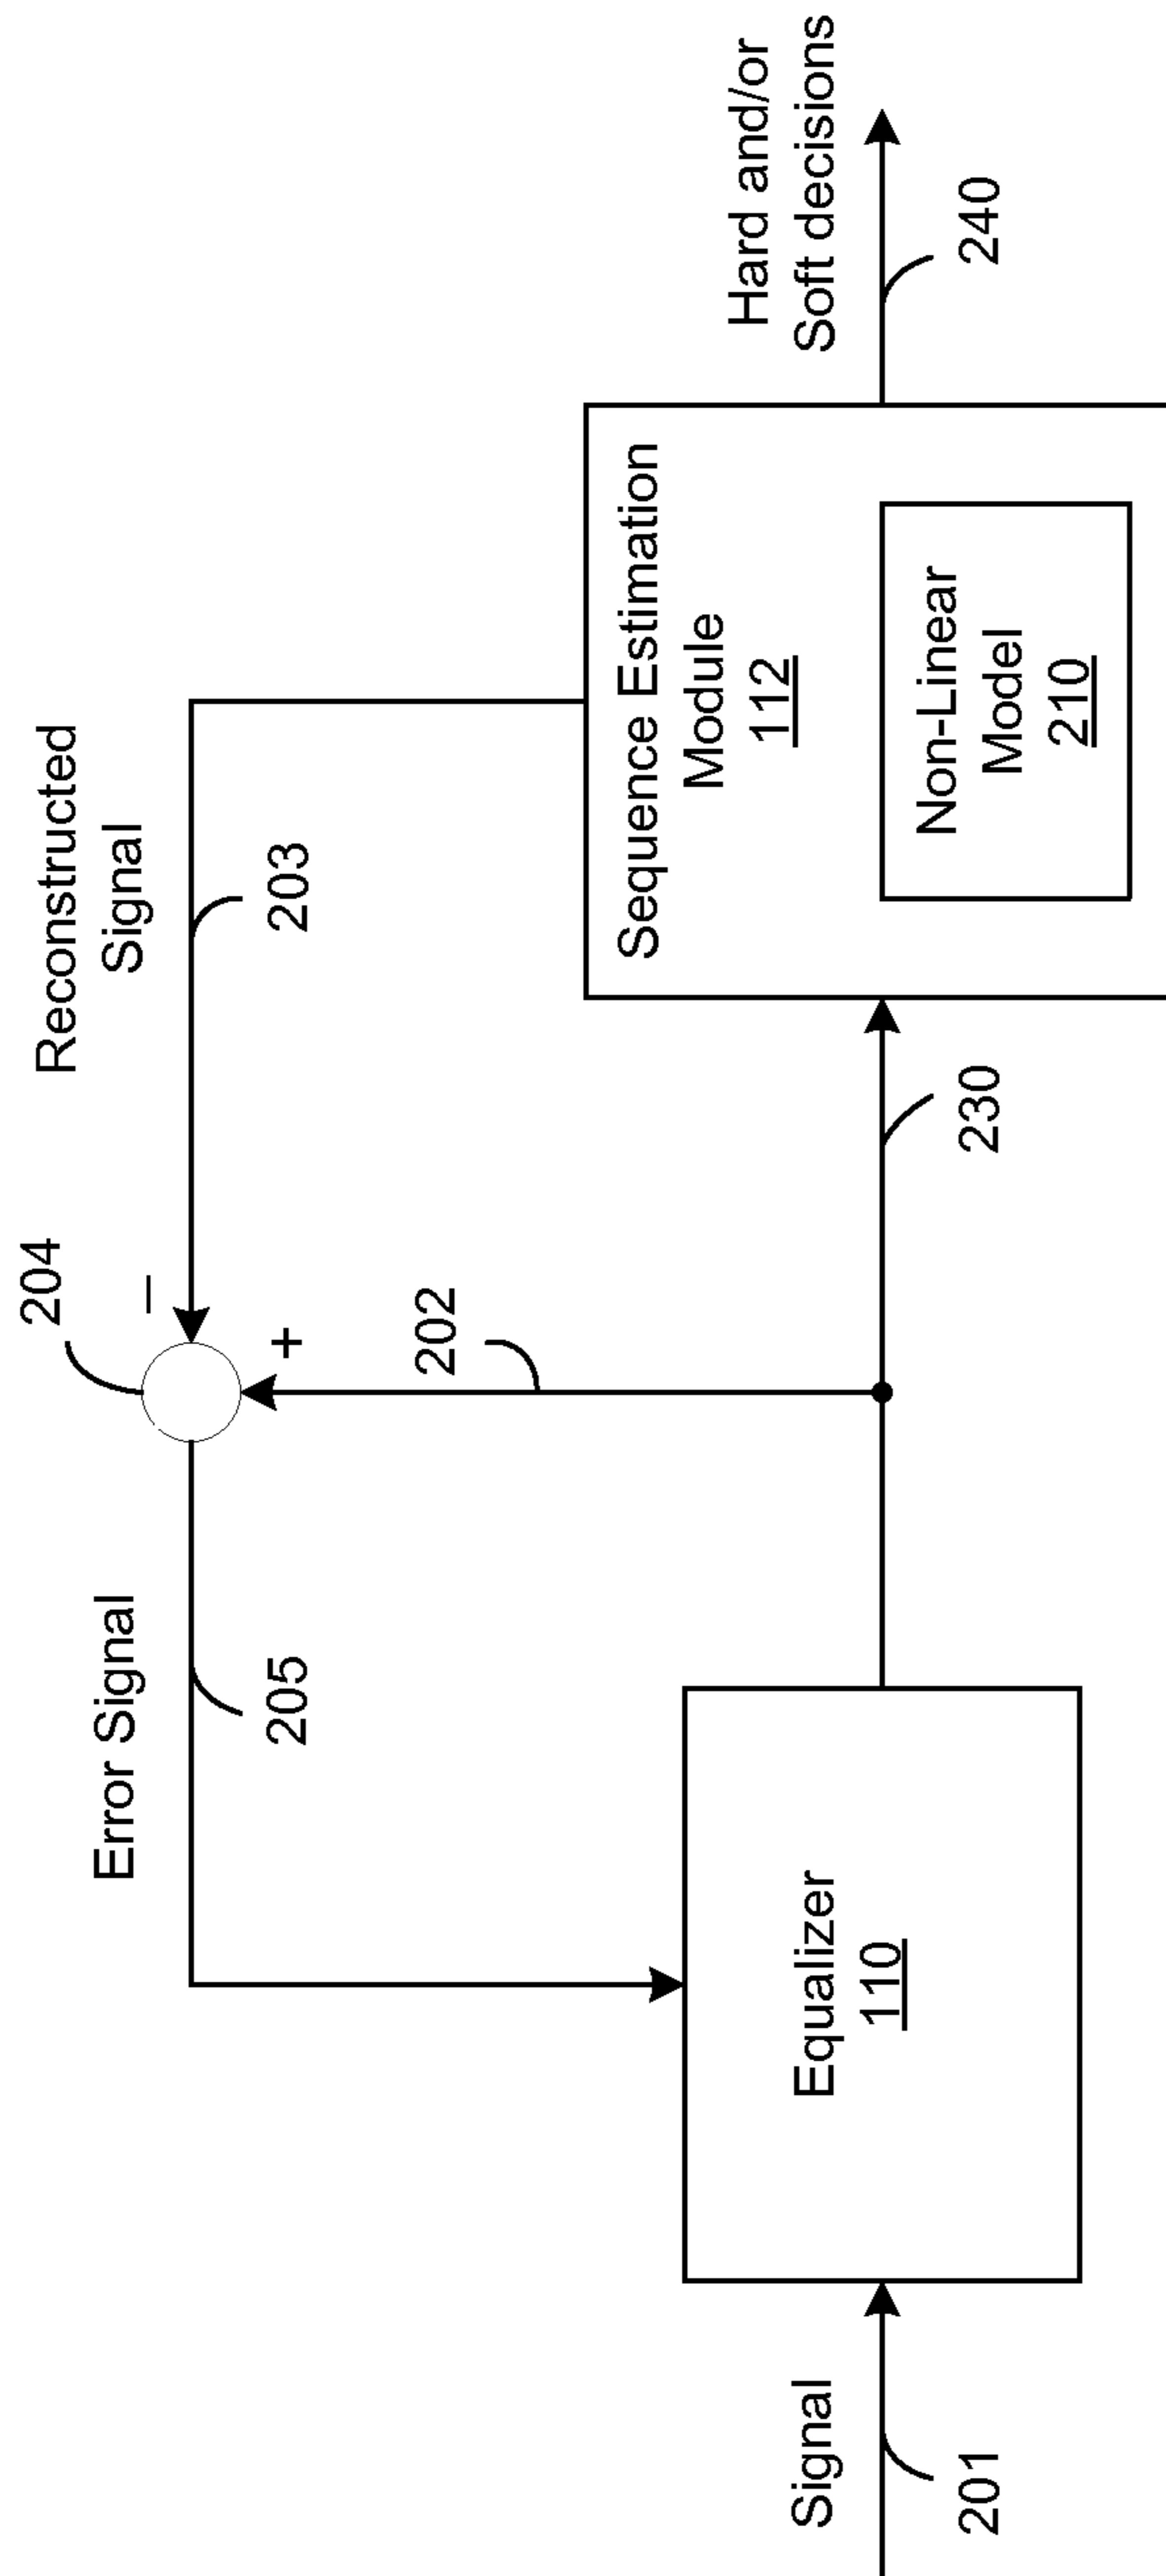 204
Reconstructed
Signal
Error Signal
−
+
203
205
202
Hard and/or
Soft decisions
Sequence Estimation
Module
112
Signal
Equalizer
110
Non-Linear
Model
210
201
230
240